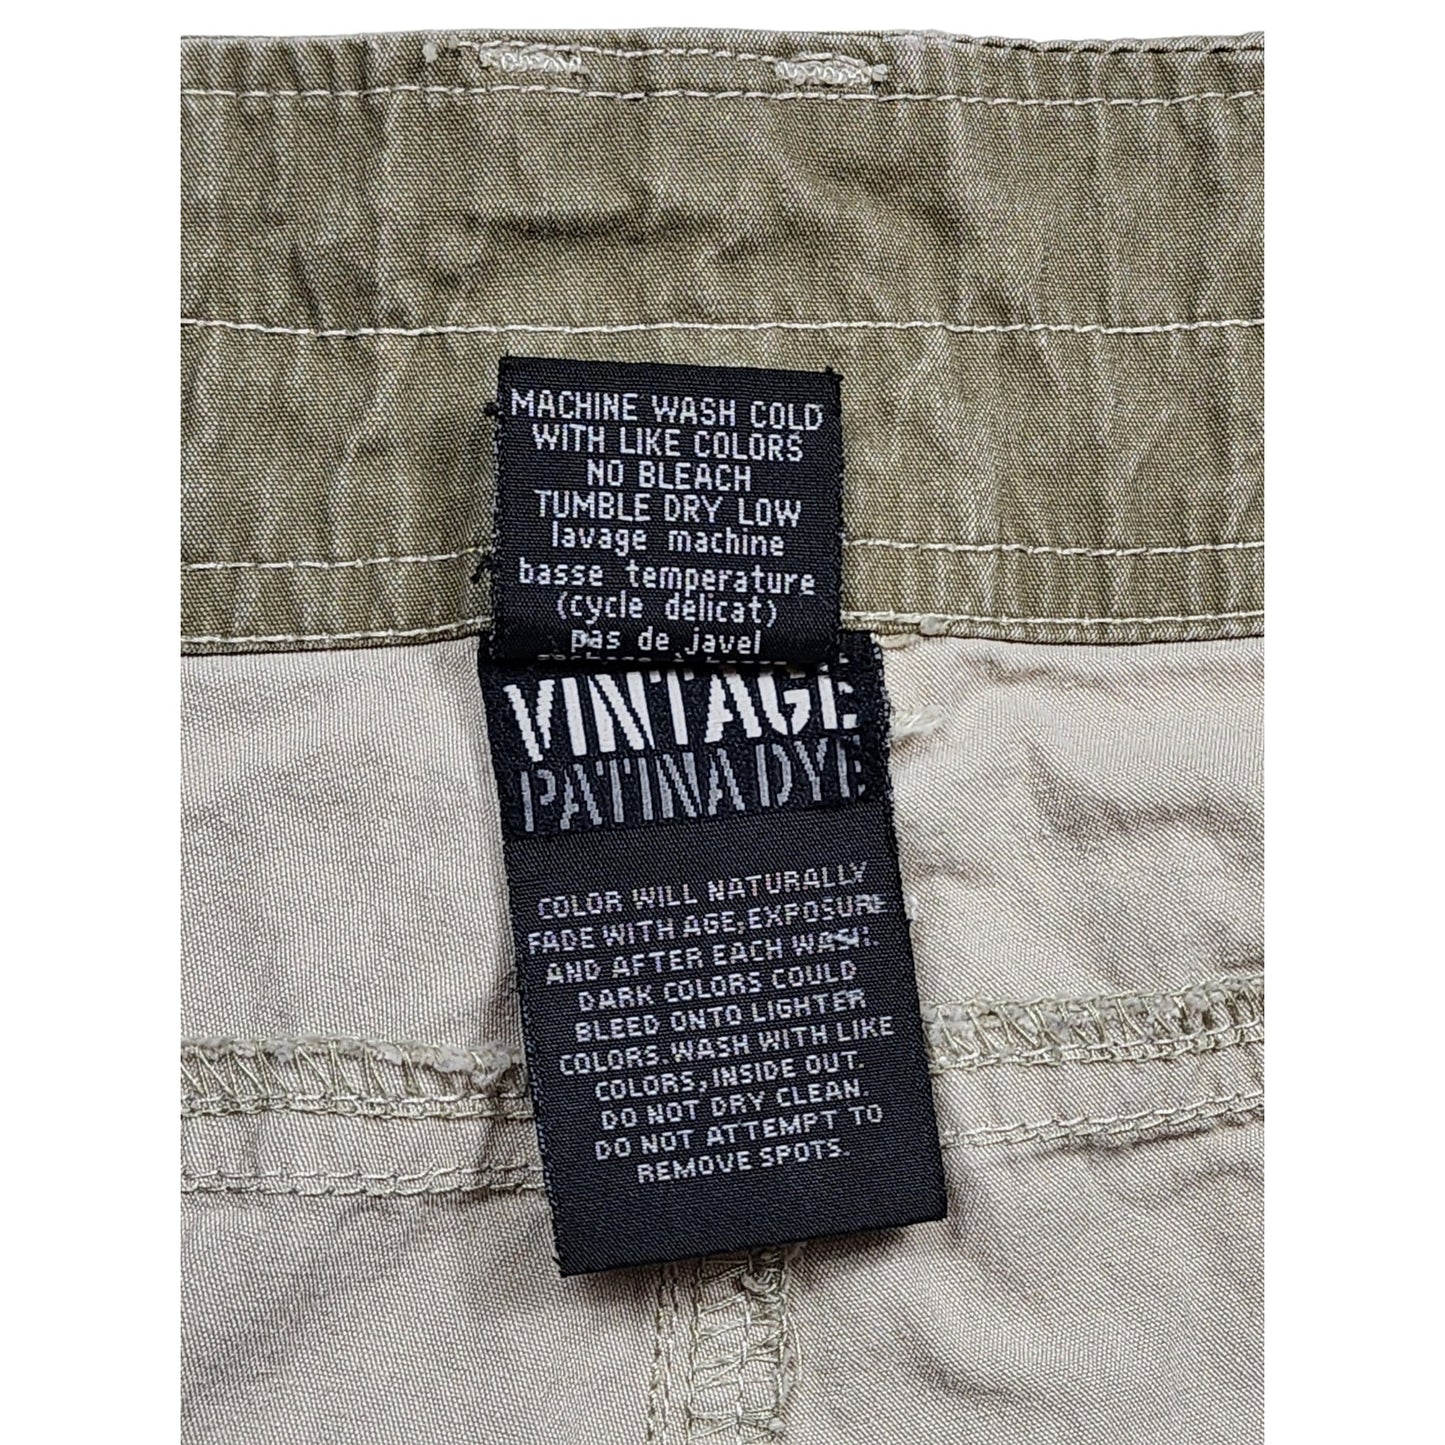 MACHINE WASH COLD
WITH LIKE COLORS
NO BLEACH
TUMBLE DRY LOW
lavage machine
basse temperature
(cycle delicat)
pas de javel
VINTAGE
PATINA DYE
COLOR WILL NATURALLY
FADE WITH AGE, EXPOSURE
AND AFTER EACH WASH.
DARK COLORS COULD
BLEED ONTO LIGHTER
COLORS. WASH WITH LIKE
COLORS, INSIDE OUT.
DO NOT DRY CLEAN.
DO NOT ATTEMPT TO
REMOVE SPOTS.